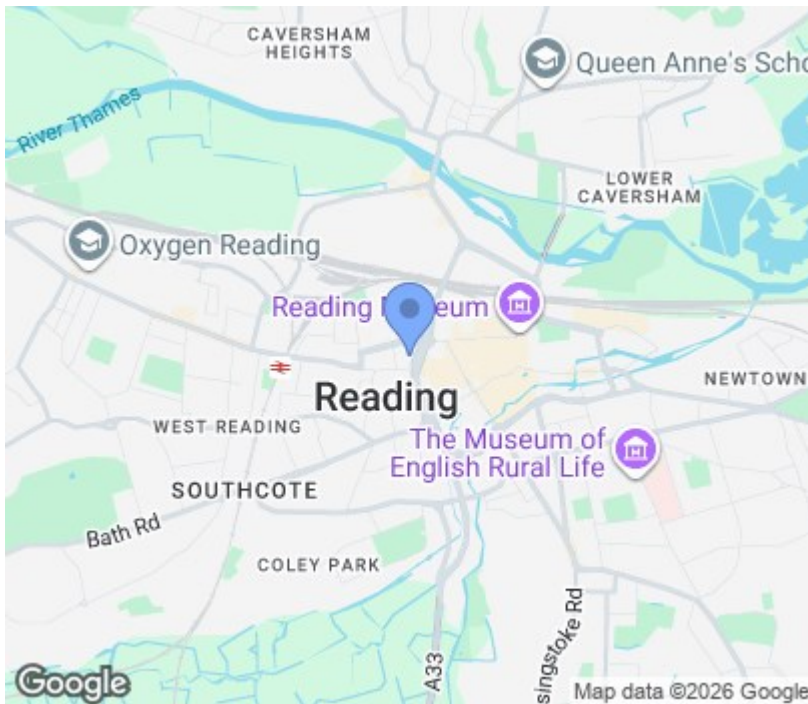 CAVERSHAM
HEIGHTS
Queen Anne's Scho
River Thames
LOWER
CAVERSHAM
Oxygen Reading
Reading Museum
Reading
NEWTOWN
WEST READING
The Museum of
English Rural Life
SOUTHCOTE
Bath Rd
COLEY PARK
A33
singstoke Rd
Google
Map data ©2026 Google